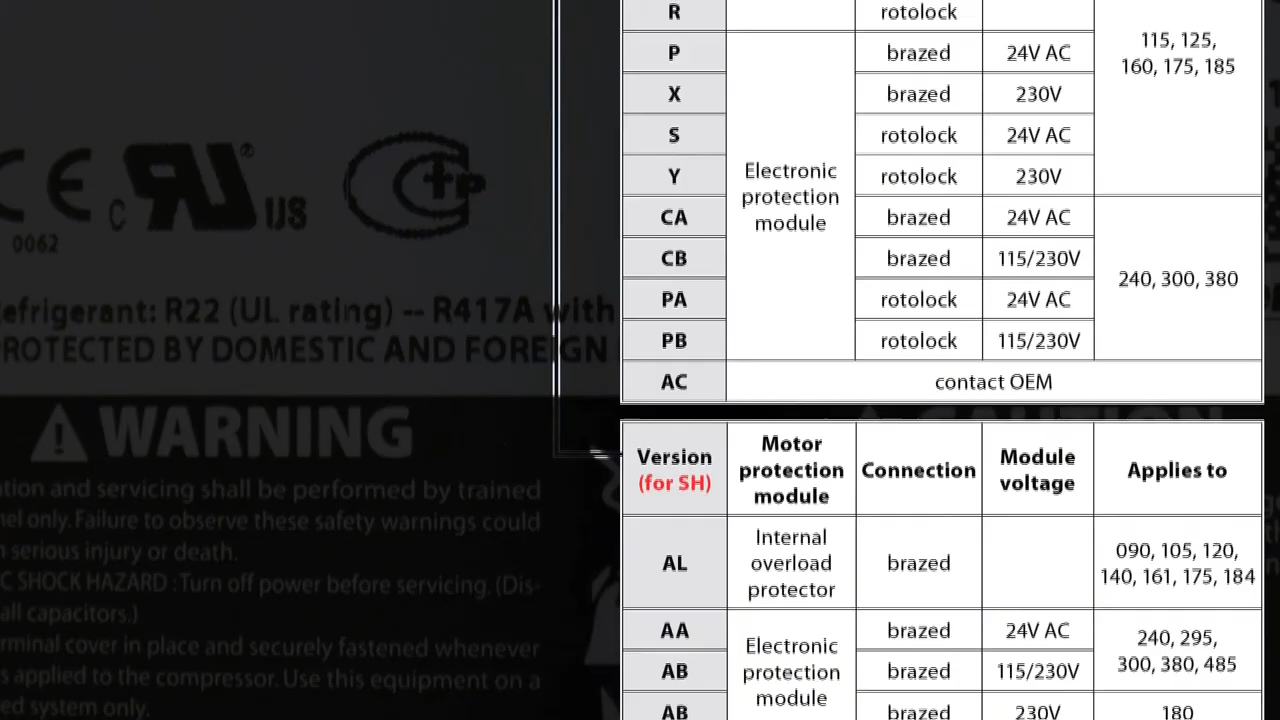 R rotolock
P brazed 24V AC 115, 125,
160, 175, 185
X brazed 230V
S rotolock 24V AC
Y Electronic
protection
module rotolock 230V
CA brazed 24V AC
CB brazed 115/230V 240, 300, 380
PA rotolock 24V AC
PB rotolock 115/230V
AC contact OEM
Version
(for SH) Motor
protection
module Connection Module
voltage Applies to
AL Internal
overload
protector brazed 090, 105, 120,
140, 161, 175, 184
AA Electronic
protection
module brazed 24V AC 240, 295,
300, 380, 485
AB brazed 115/230V
AB brazed 230V 180
CE
0062
c RU ® US
efrigerant: R22 (UL rating) -- R417A with
PROTECTED BY DOMESTIC AND FOREIGN
WARNING
CAUTION
ation and servicing shall be performed by trained
nel only. Failure to observe these safety warnings could
n serious injury or death.
C SHOCK HAZARD : Turn off power before servicing. (Dis-
all capacitors.)
rminal cover in place and securely fastened whenever
s applied to the compressor. Use this equipment on a
ed system only.